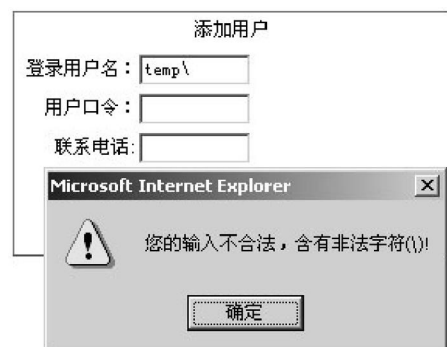 添加用户
登录用户名：temp\
用户口令：
联系电话:
Microsoft Internet Explorer
您的输入不合法，含有非法字符(\)!
确定